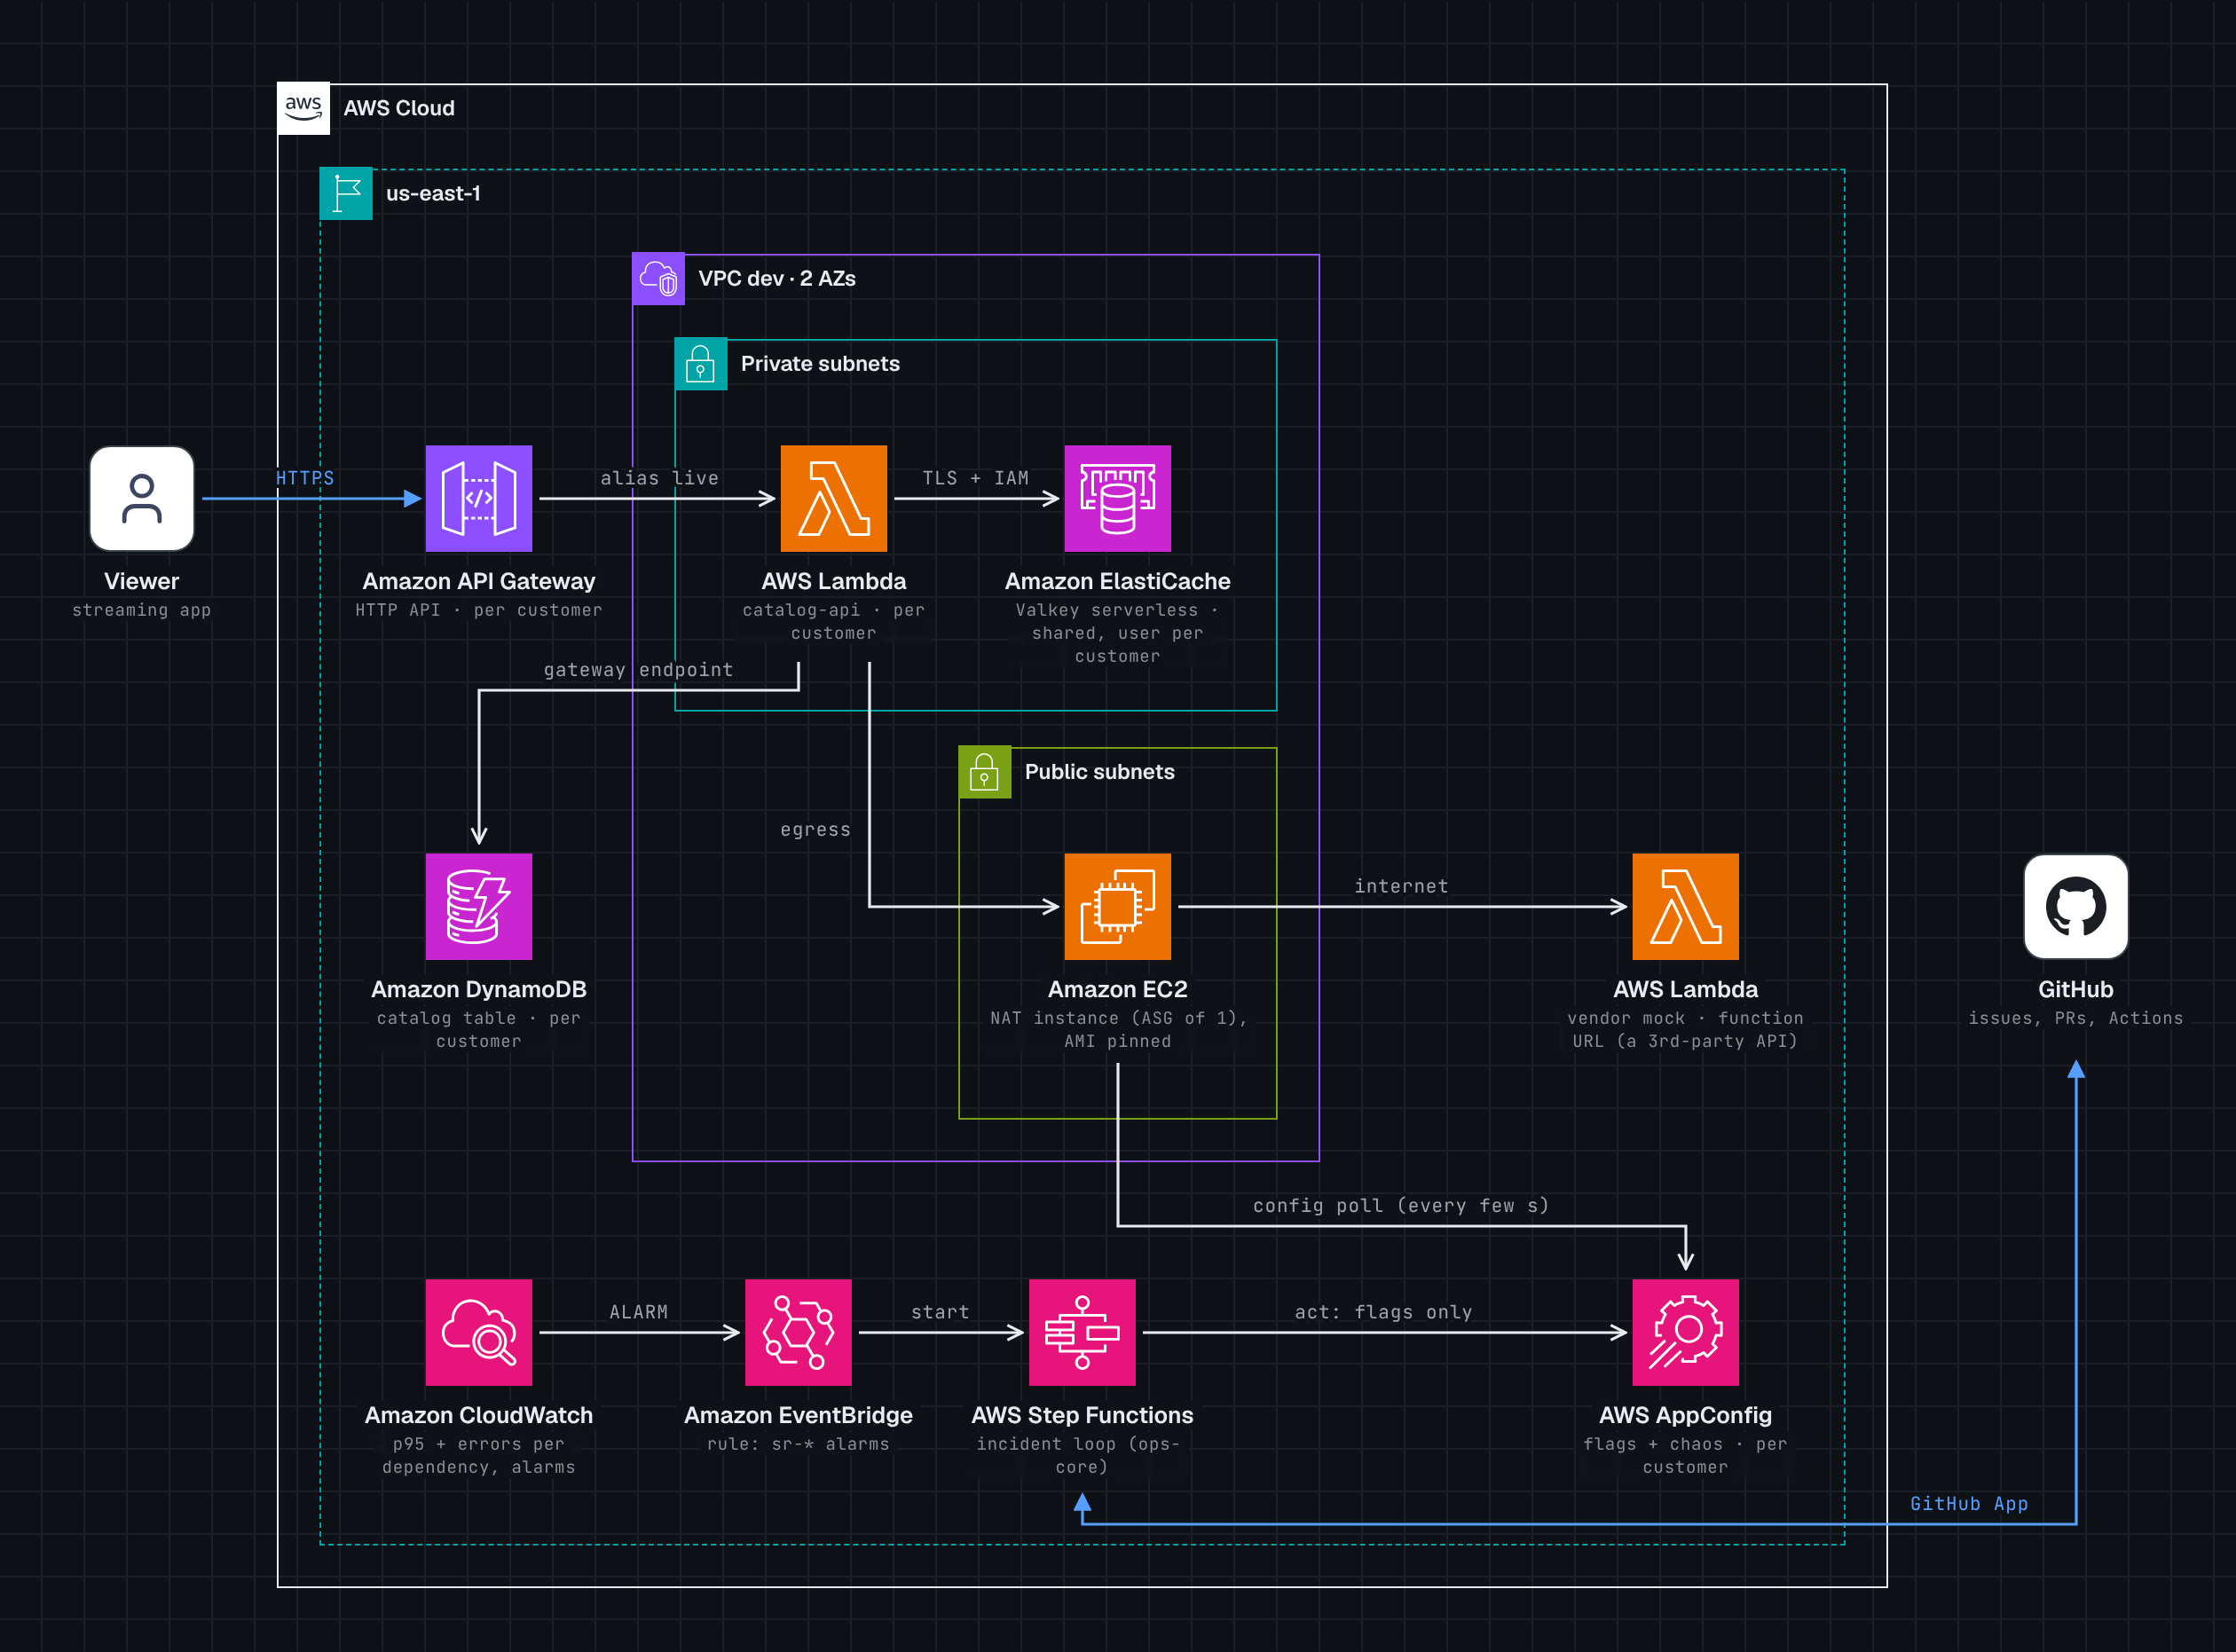 aws
AWS Cloud
us-east-1
VPC dev · 2 AZs
Private subnets
HTTPS
alias live
TLS + IAM
Viewer
streaming app
Amazon API Gateway
HTTP API · per customer
AWS Lambda
catalog-api · per
customer
Amazon ElastiCache
Valkey serverless ·
shared, user per
customer
gateway endpoint
Public subnets
egress
internet
Amazon DynamoDB
catalog table · per
customer
Amazon EC2
NAT instance (ASG of 1),
AMI pinned
AWS Lambda
vendor mock · function
URL (a 3rd-party API)
GitHub
issues, PRs, Actions
config poll (every few s)
ALARM
start
act: flags only
Amazon CloudWatch
p95 + errors per
dependency, alarms
Amazon EventBridge
rule: sr-* alarms
AWS Step Functions
incident loop (ops-
core)
AWS AppConfig
flags + chaos · per
customer
GitHub App